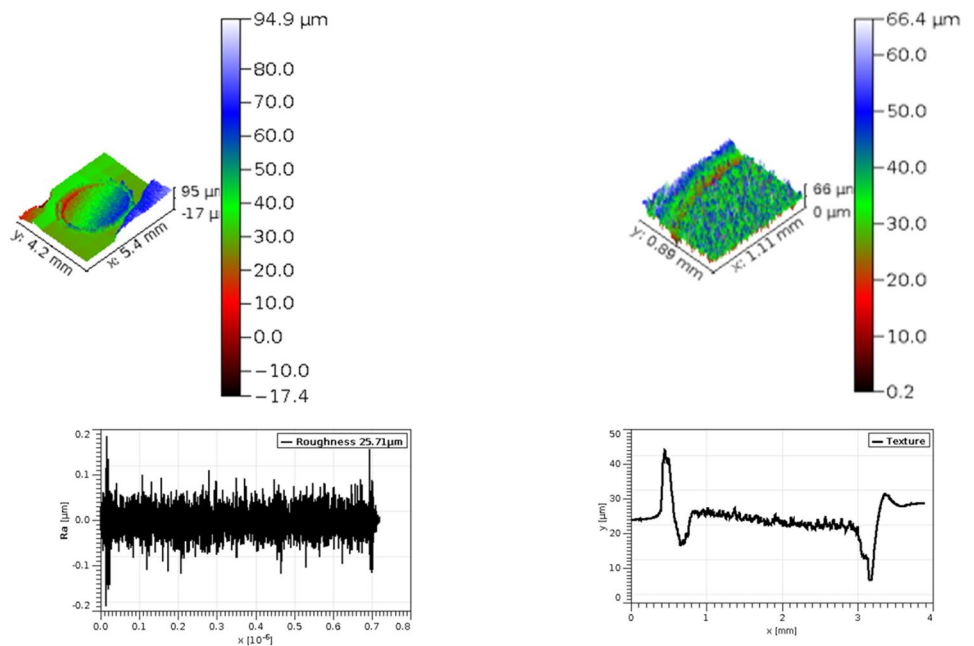 94.9 µm
80.0
70.0
60.0
50.0
40.0
30.0
20.0
10.0
0.0
−10.0
−17.4
95 µm
-17 µ
y: 4.2 mm
x: 5.4 mm
66.4 µm
60.0
50.0
40.0
30.0
20.0
10.0
0.2
66 µm
0 µm
y: 0.89 mm
x: 1.11 mm
Roughness 25.71µm
0.2
0.1
0.0
-0.1
-0.2
Ra [µm]
0.0 0.1 0.2 0.3 0.4 0.5 0.6 0.7 0.8
x [10⁻⁶]
Texture
50
40
30
20
10
0
y [µm]
0 1 2 3 4
x [mm]